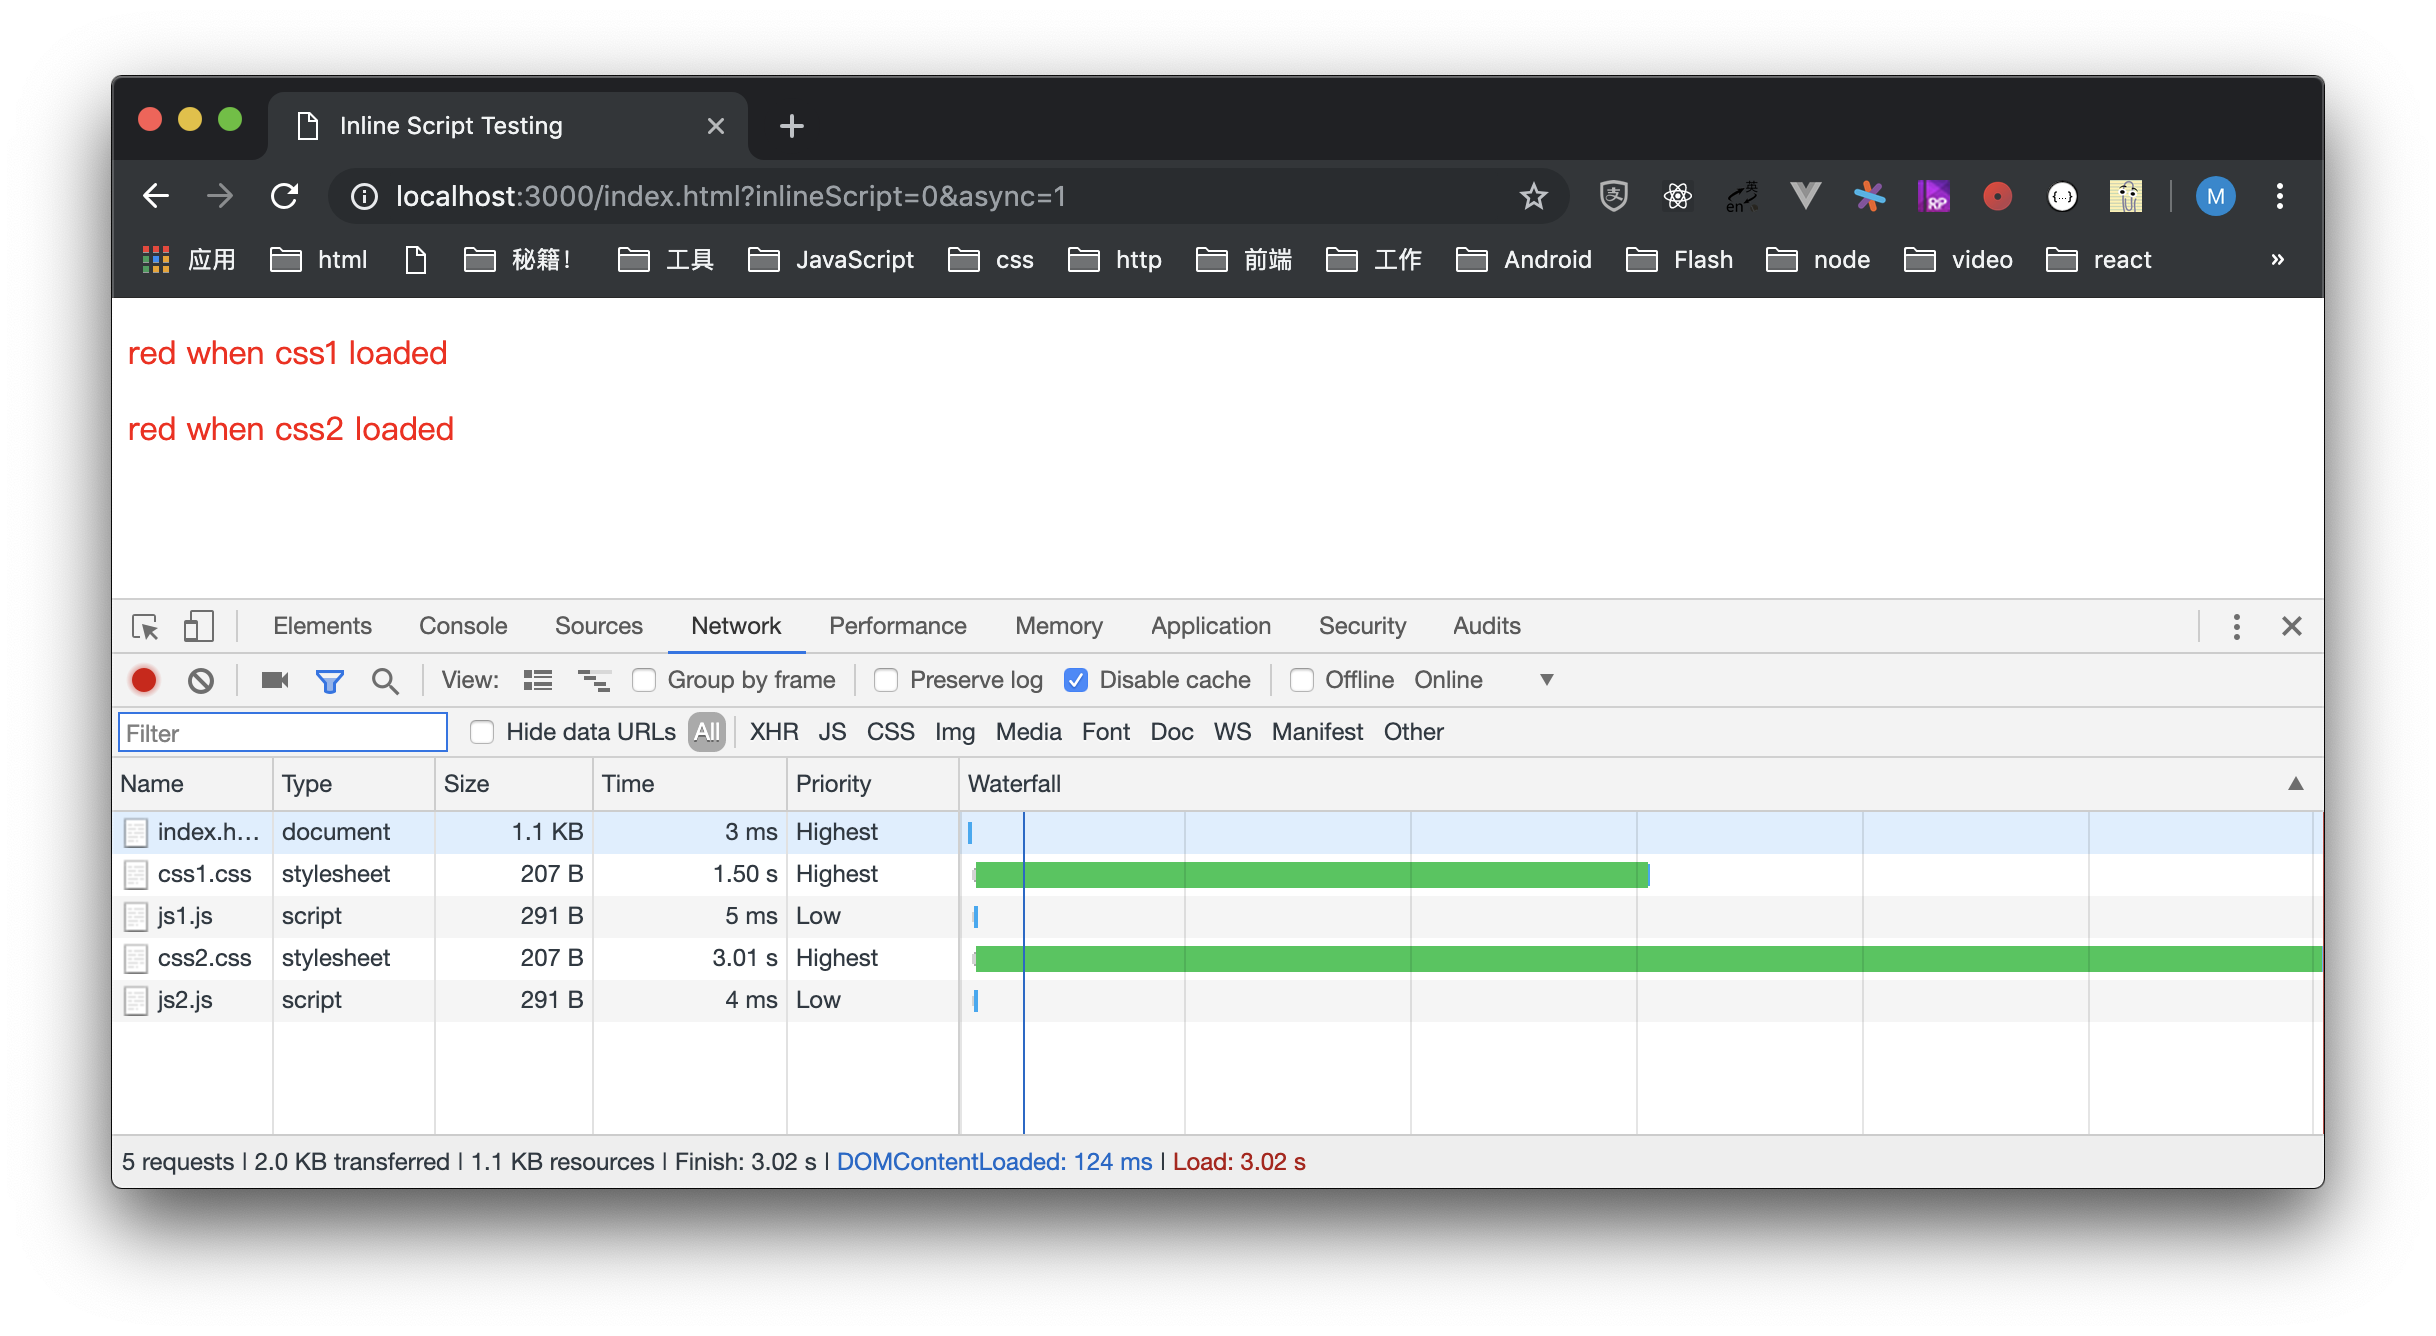 Inline Script Testing
localhost:3000/index.html?inlineScript=0&async=1
英 en
RP
{...}
M
应用 html 秘籍! 工具 JavaScript css http 前端 工作 Android Flash node video react »
red when css1 loaded
red when css2 loaded
Elements Console Sources Network Performance Memory Application Security Audits
View: Group by frame Preserve log Disable cache Offline Online
Filter Hide data URLs All XHR JS CSS Img Media Font Doc WS Manifest Other
Name Type Size Time Priority Waterfall
index.h... document 1.1 KB 3 ms Highest
css1.css stylesheet 207 B 1.50 s Highest
js1.js script 291 B 5 ms Low
css2.css stylesheet 207 B 3.01 s Highest
js2.js script 291 B 4 ms Low
5 requests | 2.0 KB transferred | 1.1 KB resources | Finish: 3.02 s | DOMContentLoaded: 124 ms | Load: 3.02 s